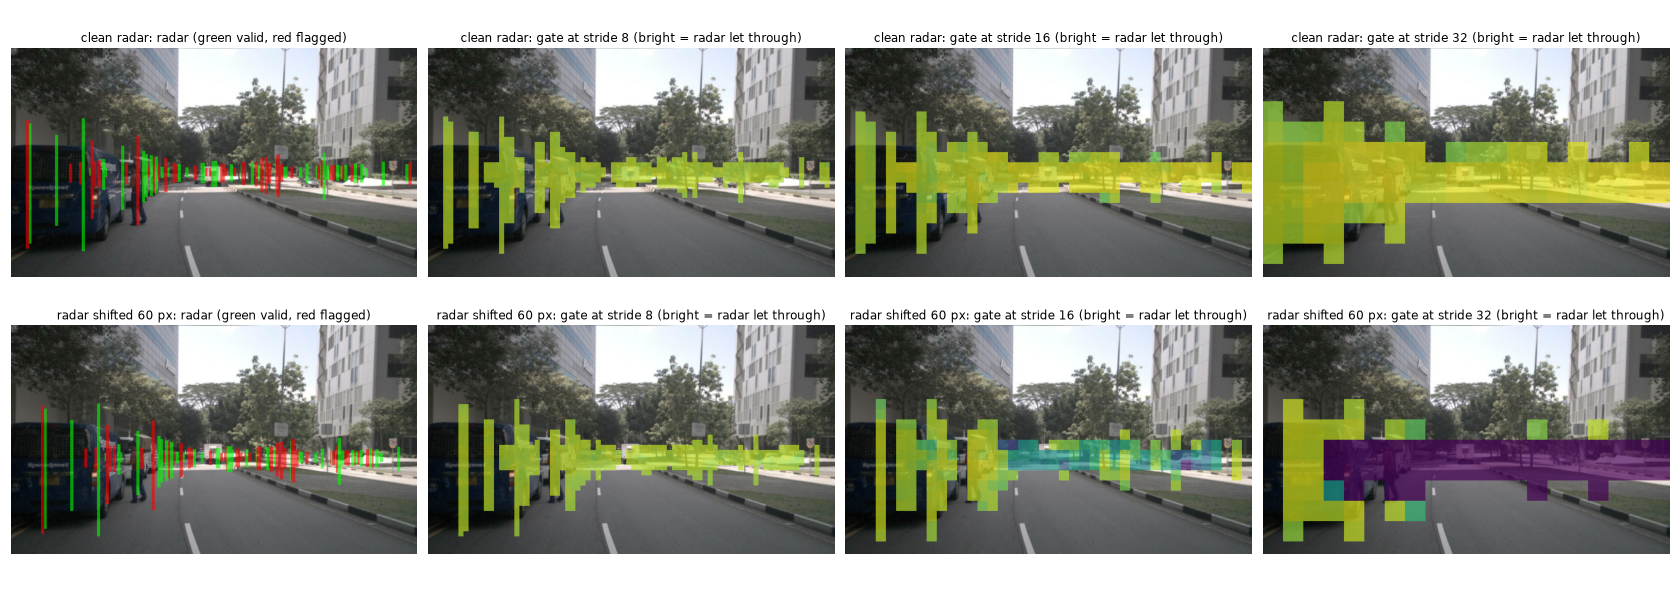 clean radar: radar (green valid, red flagged)
clean radar: gate at stride 8 (bright = radar let through)
clean radar: gate at stride 16 (bright = radar let through)
clean radar: gate at stride 32 (bright = radar let through)
radar shifted 60 px: radar (green valid, red flagged)
radar shifted 60 px: gate at stride 8 (bright = radar let through)
radar shifted 60 px: gate at stride 16 (bright = radar let through)
radar shifted 60 px: gate at stride 32 (bright = radar let through)